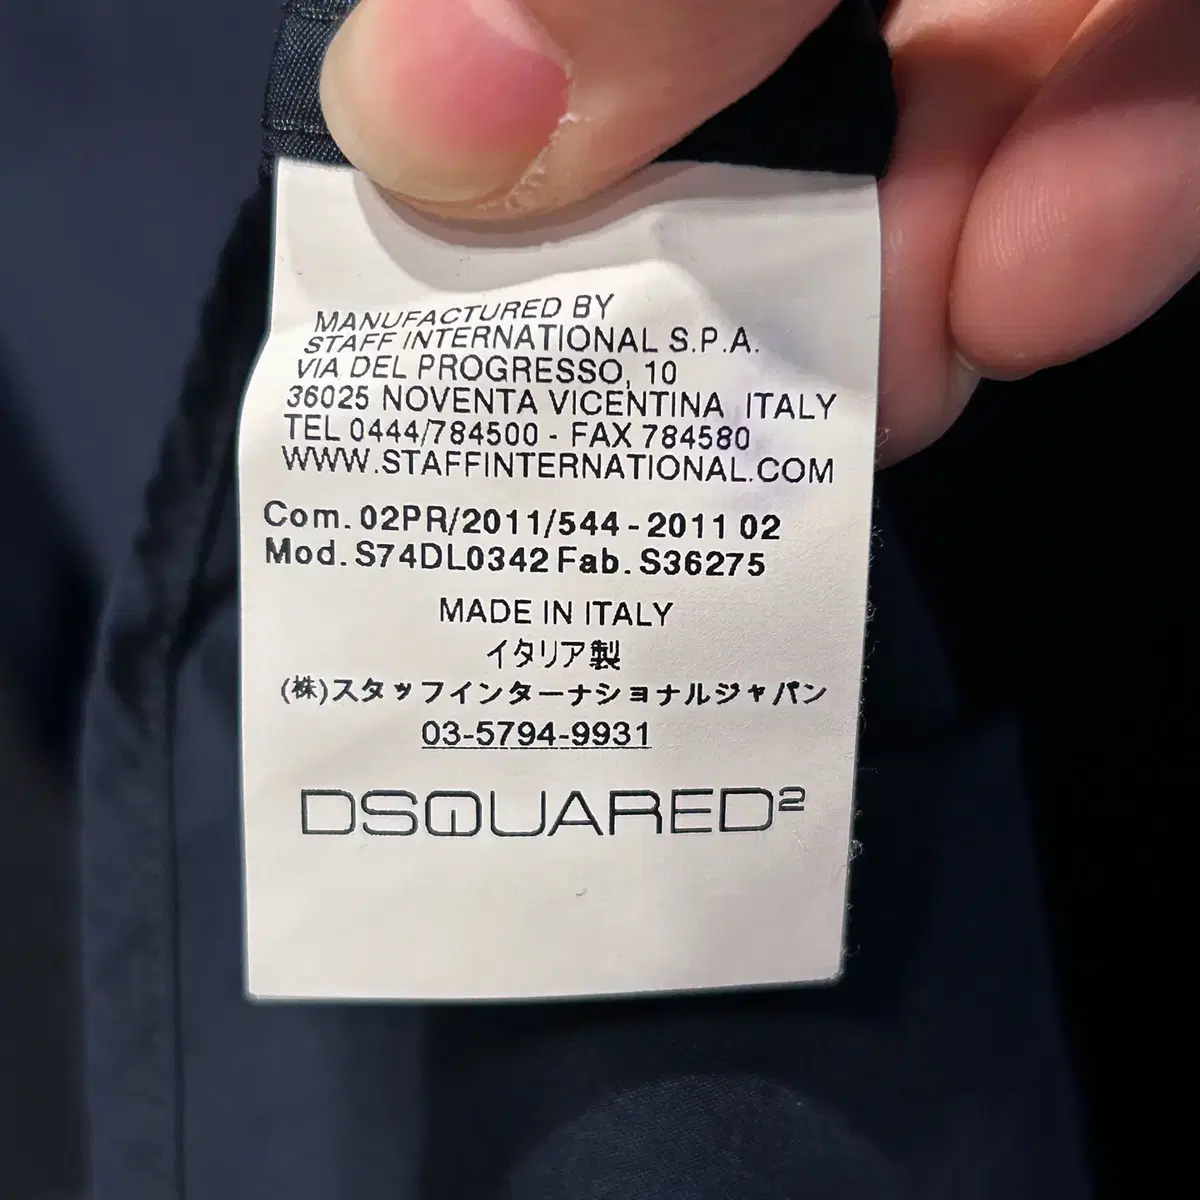 MANUFACTURED BY
STAFF INTERNATIONAL S.P.A.
VIA DEL PROGRESSO, 10
36025 NOVENTA VICENTINA ITALY
TEL 0444/784500 - FAX 784580
WWW.STAFFINTERNATIONAL.COM
Com. 02PR/2011/544 - 2011 02
Mod. S74DL0342 Fab. S36275
MADE IN ITALY
イタリア製
(株)スタッフインターナショナルジャパン
03-5794-9931
DSQUARED²